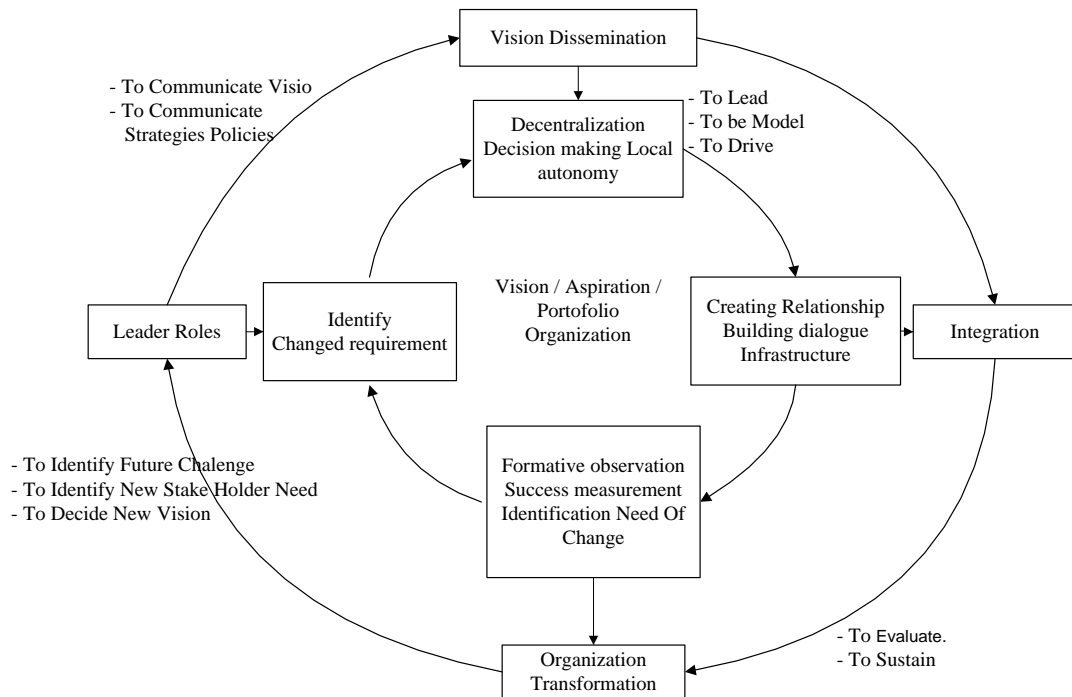 Vision Dissemination
- To Communicate Visio
- To Communicate
Strategies Policies
Decentralization
Decision making Local
autonomy
- To Lead
- To be Model
- To Drive
Vision / Aspiration /
Portofolio
Organization
Leader Roles
Identify
Changed requirement
Creating Relationship
Building dialogue
Infrastructure
Integration
- To Identify Future Chalenge
- To Identify New Stake Holder Need
- To Decide New Vision
Formative observation
Success measurement
Identification Need Of
Change
- To Evaluate.
- To Sustain
Organization
Transformation